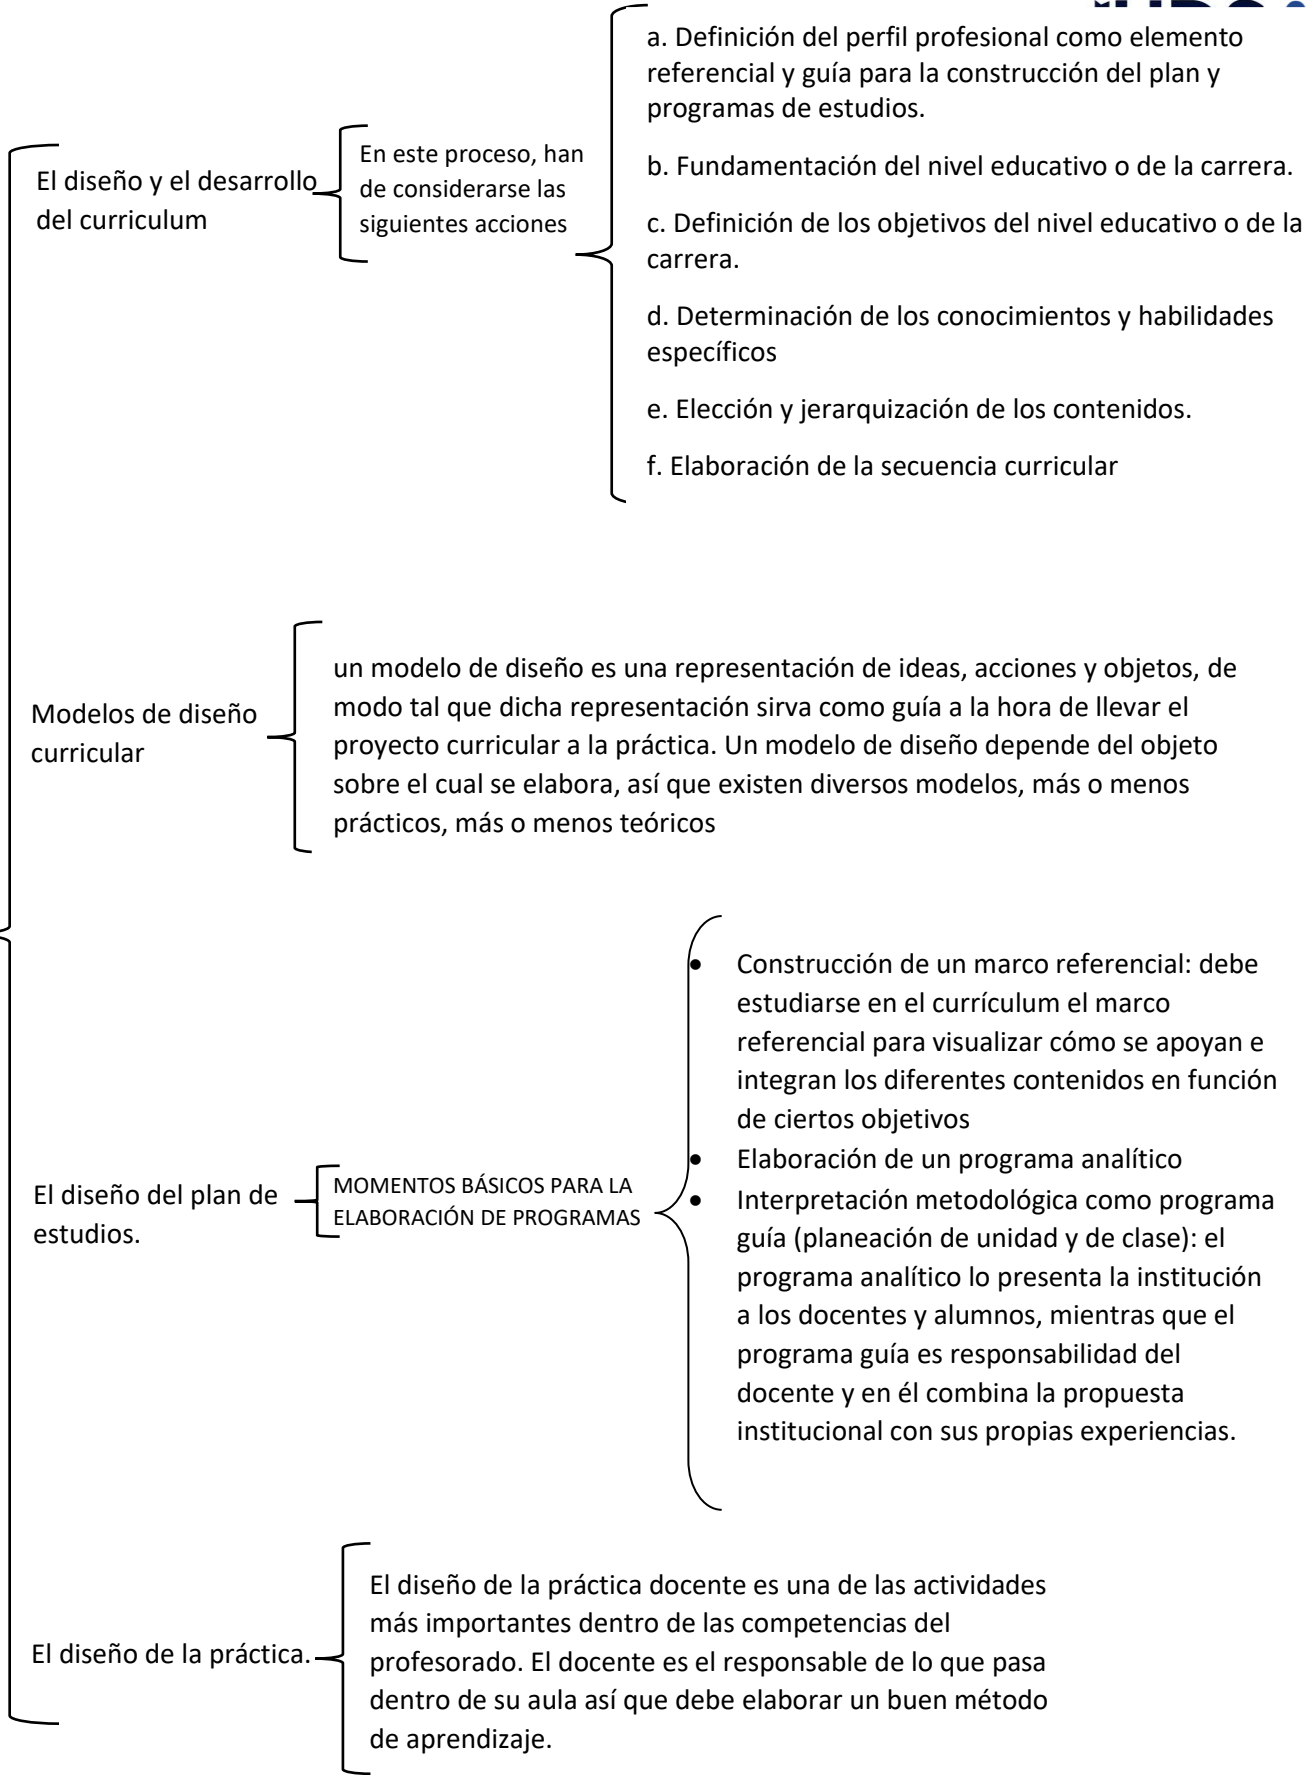 a. Definición del perfil profesional como elemento
referencial y guía para la construcción del plan y
programas de estudios.
El diseño y el desarrollo
del curriculum
En este proceso, han
de considerarse las
siguientes acciones
b. Fundamentación del nivel educativo o de la carrera.
c. Definición de los objetivos del nivel educativo o de la
carrera.
d. Determinación de los conocimientos y habilidades
específicos
e. Elección y jerarquización de los contenidos.
f. Elaboración de la secuencia curricular
Modelos de diseño
curricular
un modelo de diseño es una representación de ideas, acciones y objetos, de
modo tal que dicha representación sirva como guía a la hora de llevar el
proyecto curricular a la práctica. Un modelo de diseño depende del objeto
sobre el cual se elabora, así que existen diversos modelos, más o menos
prácticos, más o menos teóricos
El diseño del plan de
estudios.
MOMENTOS BÁSICOS PARA LA
ELABORACIÓN DE PROGRAMAS
• Construcción de un marco referencial: debe
estudiarse en el currículum el marco
referencial para visualizar cómo se apoyan e
integran los diferentes contenidos en función
de ciertos objetivos
• Elaboración de un programa analítico
• Interpretación metodológica como programa
guía (planeación de unidad y de clase): el
programa analítico lo presenta la institución
a los docentes y alumnos, mientras que el
programa guía es responsabilidad del
docente y en él combina la propuesta
institucional con sus propias experiencias.
El diseño de la práctica.
El diseño de la práctica docente es una de las actividades
más importantes dentro de las competencias del
profesorado. El docente es el responsable de lo que pasa
dentro de su aula así que debe elaborar un buen método
de aprendizaje.